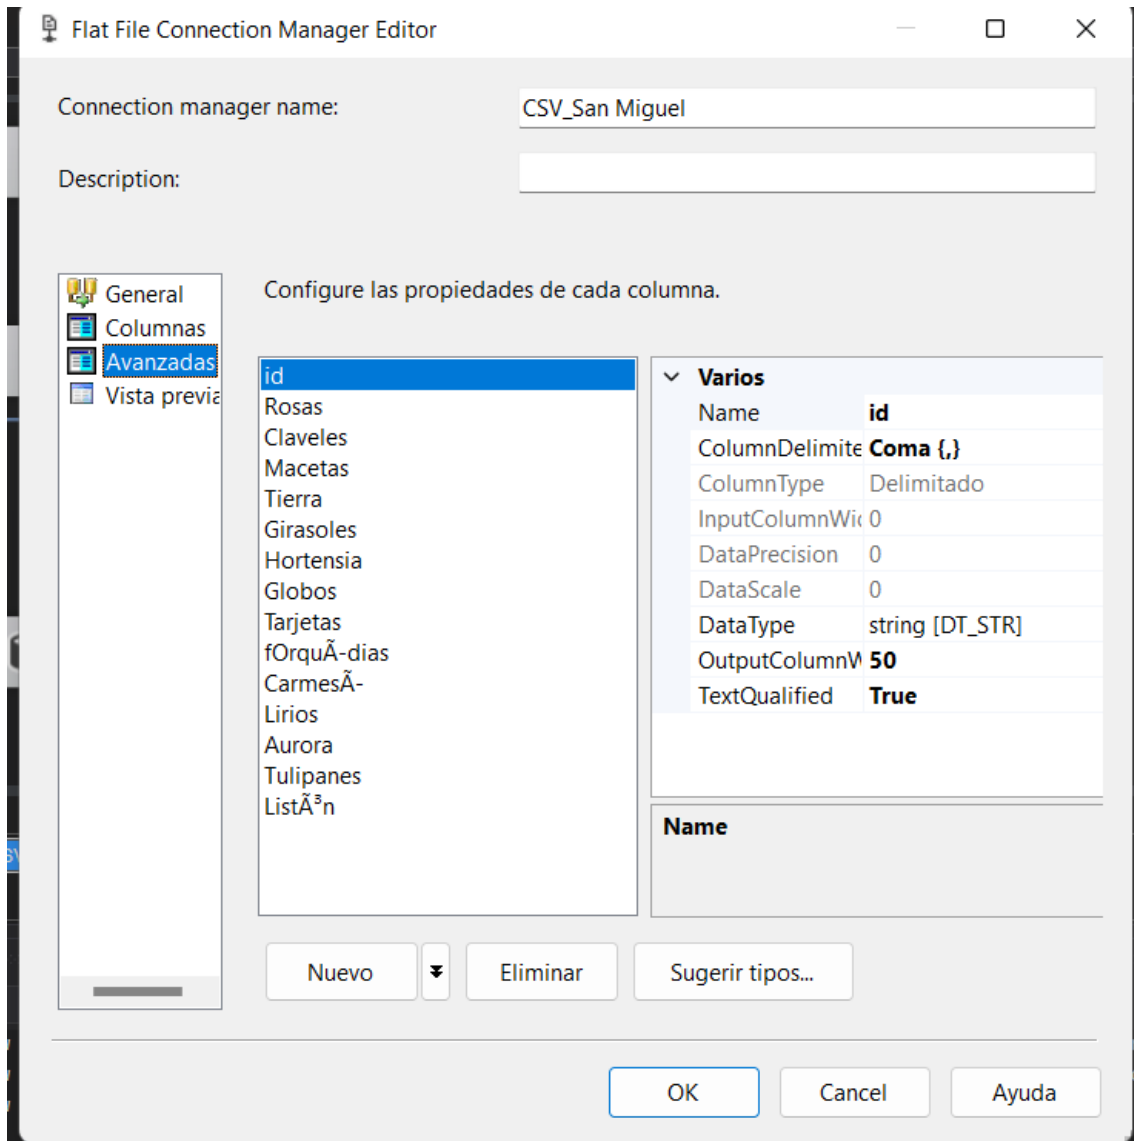 Flat File Connection Manager Editor
Connection manager name: CSV_San Miguel
Description:
General
Columnas
Avanzadas
Vista previa
Configure las propiedades de cada columna.
id
Rosas
Claveles
Macetas
Tierra
Girasoles
Hortensia
Globos
Tarjetas
fOrquÃ-dias
CarmesÃ-
Lirios
Aurora
Tulipanes
ListÃ³n
Varios
Name id
ColumnDelimite Coma {,}
ColumnType Delimitado
InputColumnWid 0
DataPrecision 0
DataScale 0
DataType string [DT_STR]
OutputColumnW 50
TextQualified True
Name
Nuevo Eliminar Sugerir tipos...
OK Cancel Ayuda